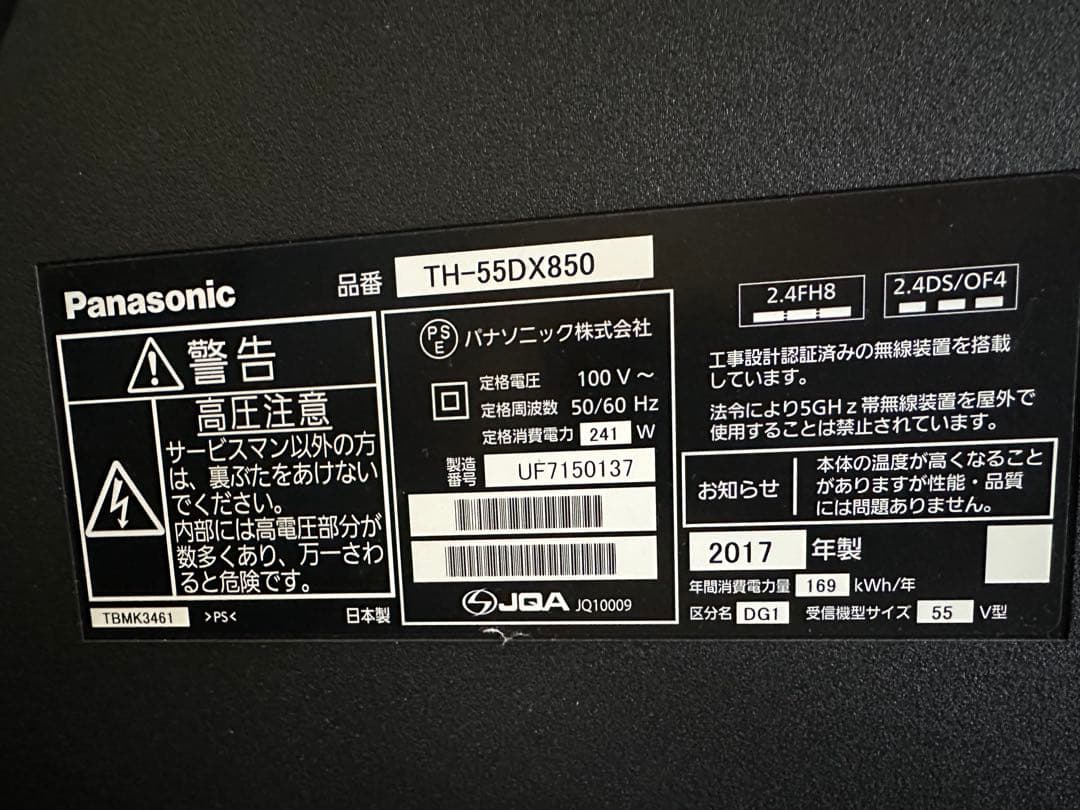 Panasonic
品番 TH-55DX850
警告
高圧注意
サービスマン以外の方
は、裏ぶたをあけない
でください。
内部には高電圧部分が
数多くあり、万一さわ
ると危険です。
TBMK3461 >PS< 日本製
PSE パナソニック株式会社
定格電圧 100 V ～
定格周波数 50/60 Hz
定格消費電力 241 W
製造番号 UF7150137
JQA JQ10009
2.4FH8
2.4DS/OF4
工事設計認証済みの無線装置を搭載
しています。
法令により5GHz帯無線装置を屋外で
使用することは禁止されています。
お知らせ
本体の温度が高くなること
がありますが性能・品質
には問題ありません。
2017 年製
年間消費電力量 169 kWh/年
区分名 DG1 受信機型サイズ 55 V型